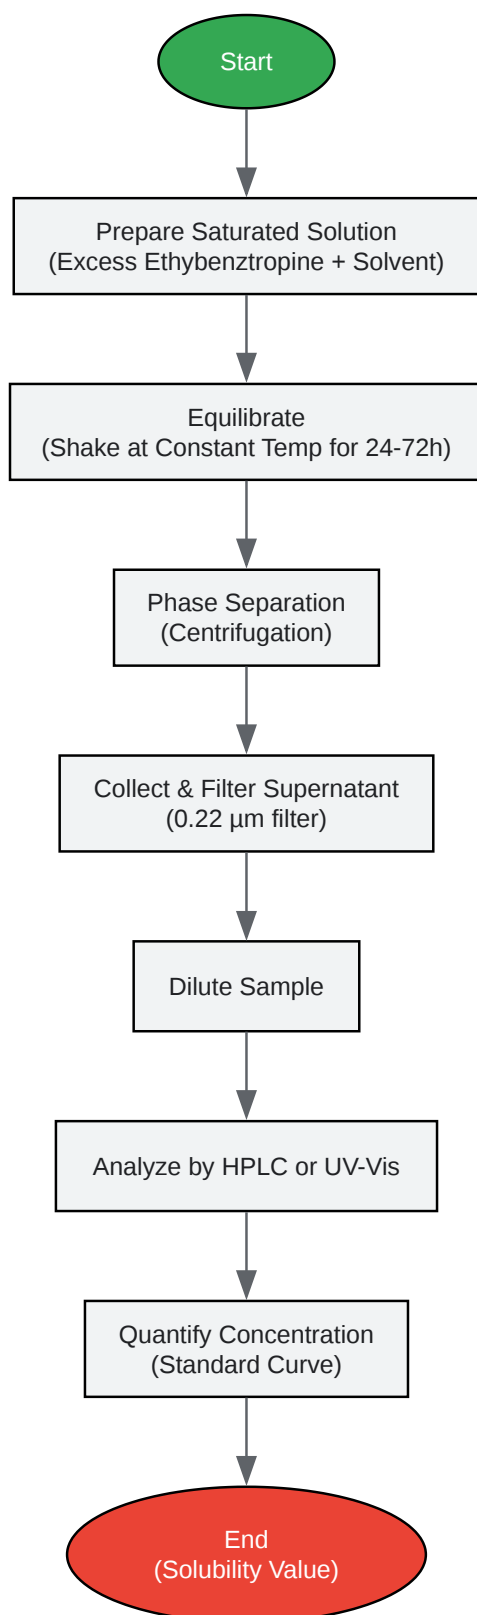 Start
Prepare Saturated Solution
(Excess Ethybenztropine + Solvent)
Equilibrate
(Shake at Constant Temp for 24-72h)
Phase Separation
(Centrifugation)
Collect & Filter Supernatant
(0.22 µm filter)
Dilute Sample
Analyze by HPLC or UV-Vis
Quantify Concentration
(Standard Curve)
End
(Solubility Value)